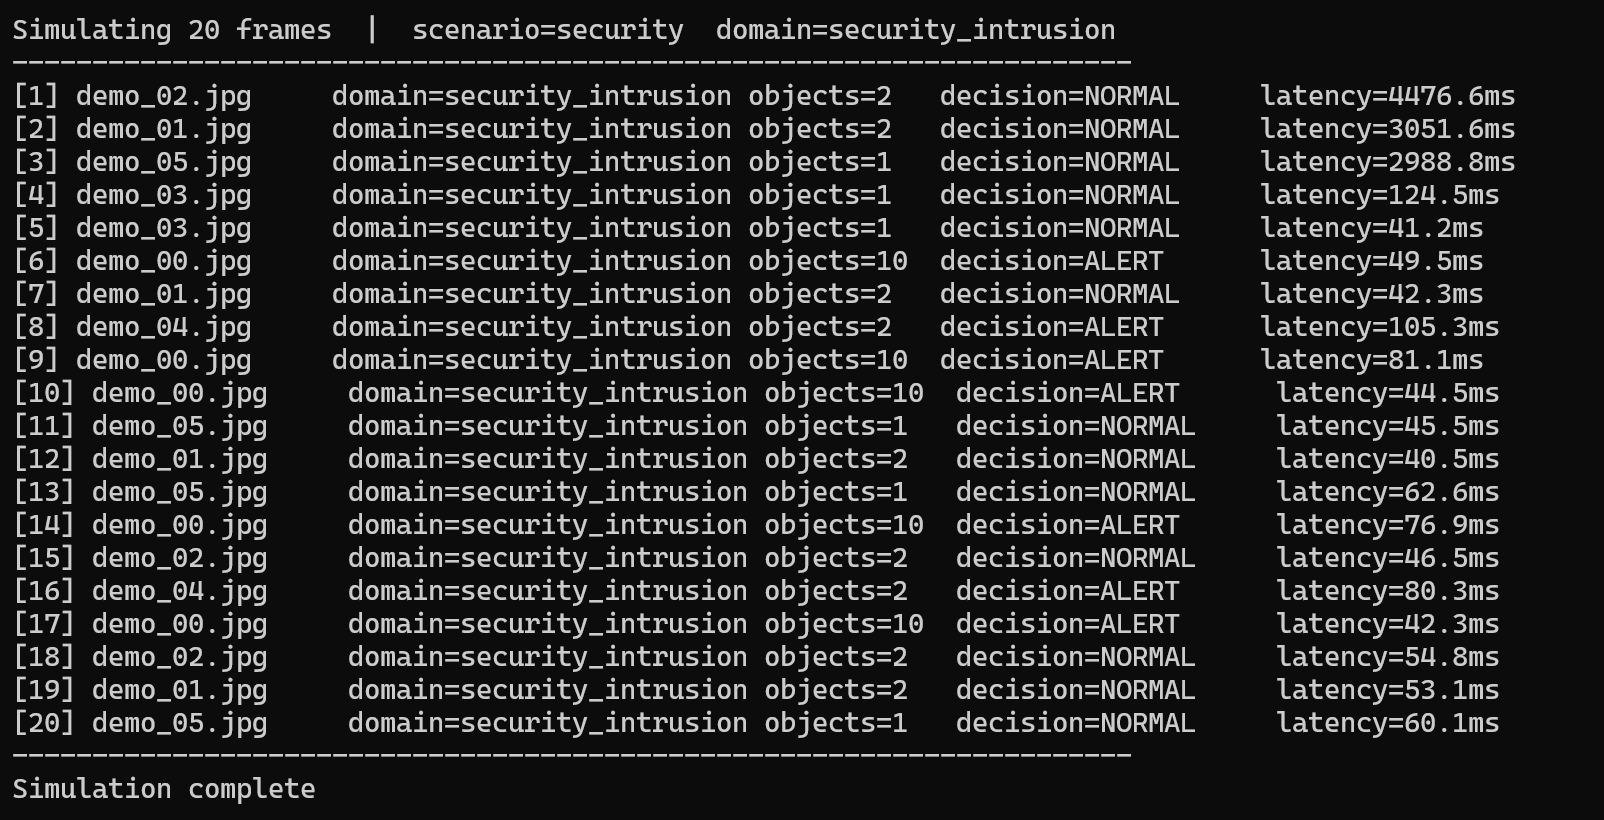 Simulating 20 frames  |  scenario=security  domain=security_intrusion
----------------------------------------------------------------------
[1] demo_02.jpg     domain=security_intrusion objects=2   decision=NORMAL     latency=4476.6ms
[2] demo_01.jpg     domain=security_intrusion objects=2   decision=NORMAL     latency=3051.6ms
[3] demo_05.jpg     domain=security_intrusion objects=1   decision=NORMAL     latency=2988.8ms
[4] demo_03.jpg     domain=security_intrusion objects=1   decision=NORMAL     latency=124.5ms
[5] demo_03.jpg     domain=security_intrusion objects=1   decision=NORMAL     latency=41.2ms
[6] demo_00.jpg     domain=security_intrusion objects=10  decision=ALERT      latency=49.5ms
[7] demo_01.jpg     domain=security_intrusion objects=2   decision=NORMAL     latency=42.3ms
[8] demo_04.jpg     domain=security_intrusion objects=2   decision=ALERT      latency=105.3ms
[9] demo_00.jpg     domain=security_intrusion objects=10  decision=ALERT      latency=81.1ms
[10] demo_00.jpg     domain=security_intrusion objects=10  decision=ALERT      latency=44.5ms
[11] demo_05.jpg     domain=security_intrusion objects=1   decision=NORMAL     latency=45.5ms
[12] demo_01.jpg     domain=security_intrusion objects=2   decision=NORMAL     latency=40.5ms
[13] demo_05.jpg     domain=security_intrusion objects=1   decision=NORMAL     latency=62.6ms
[14] demo_00.jpg     domain=security_intrusion objects=10  decision=ALERT      latency=76.9ms
[15] demo_02.jpg     domain=security_intrusion objects=2   decision=NORMAL     latency=46.5ms
[16] demo_04.jpg     domain=security_intrusion objects=2   decision=ALERT      latency=80.3ms
[17] demo_00.jpg     domain=security_intrusion objects=10  decision=ALERT      latency=42.3ms
[18] demo_02.jpg     domain=security_intrusion objects=2   decision=NORMAL     latency=54.8ms
[19] demo_01.jpg     domain=security_intrusion objects=2   decision=NORMAL     latency=53.1ms
[20] demo_05.jpg     domain=security_intrusion objects=1   decision=NORMAL     latency=60.1ms
----------------------------------------------------------------------
Simulation complete